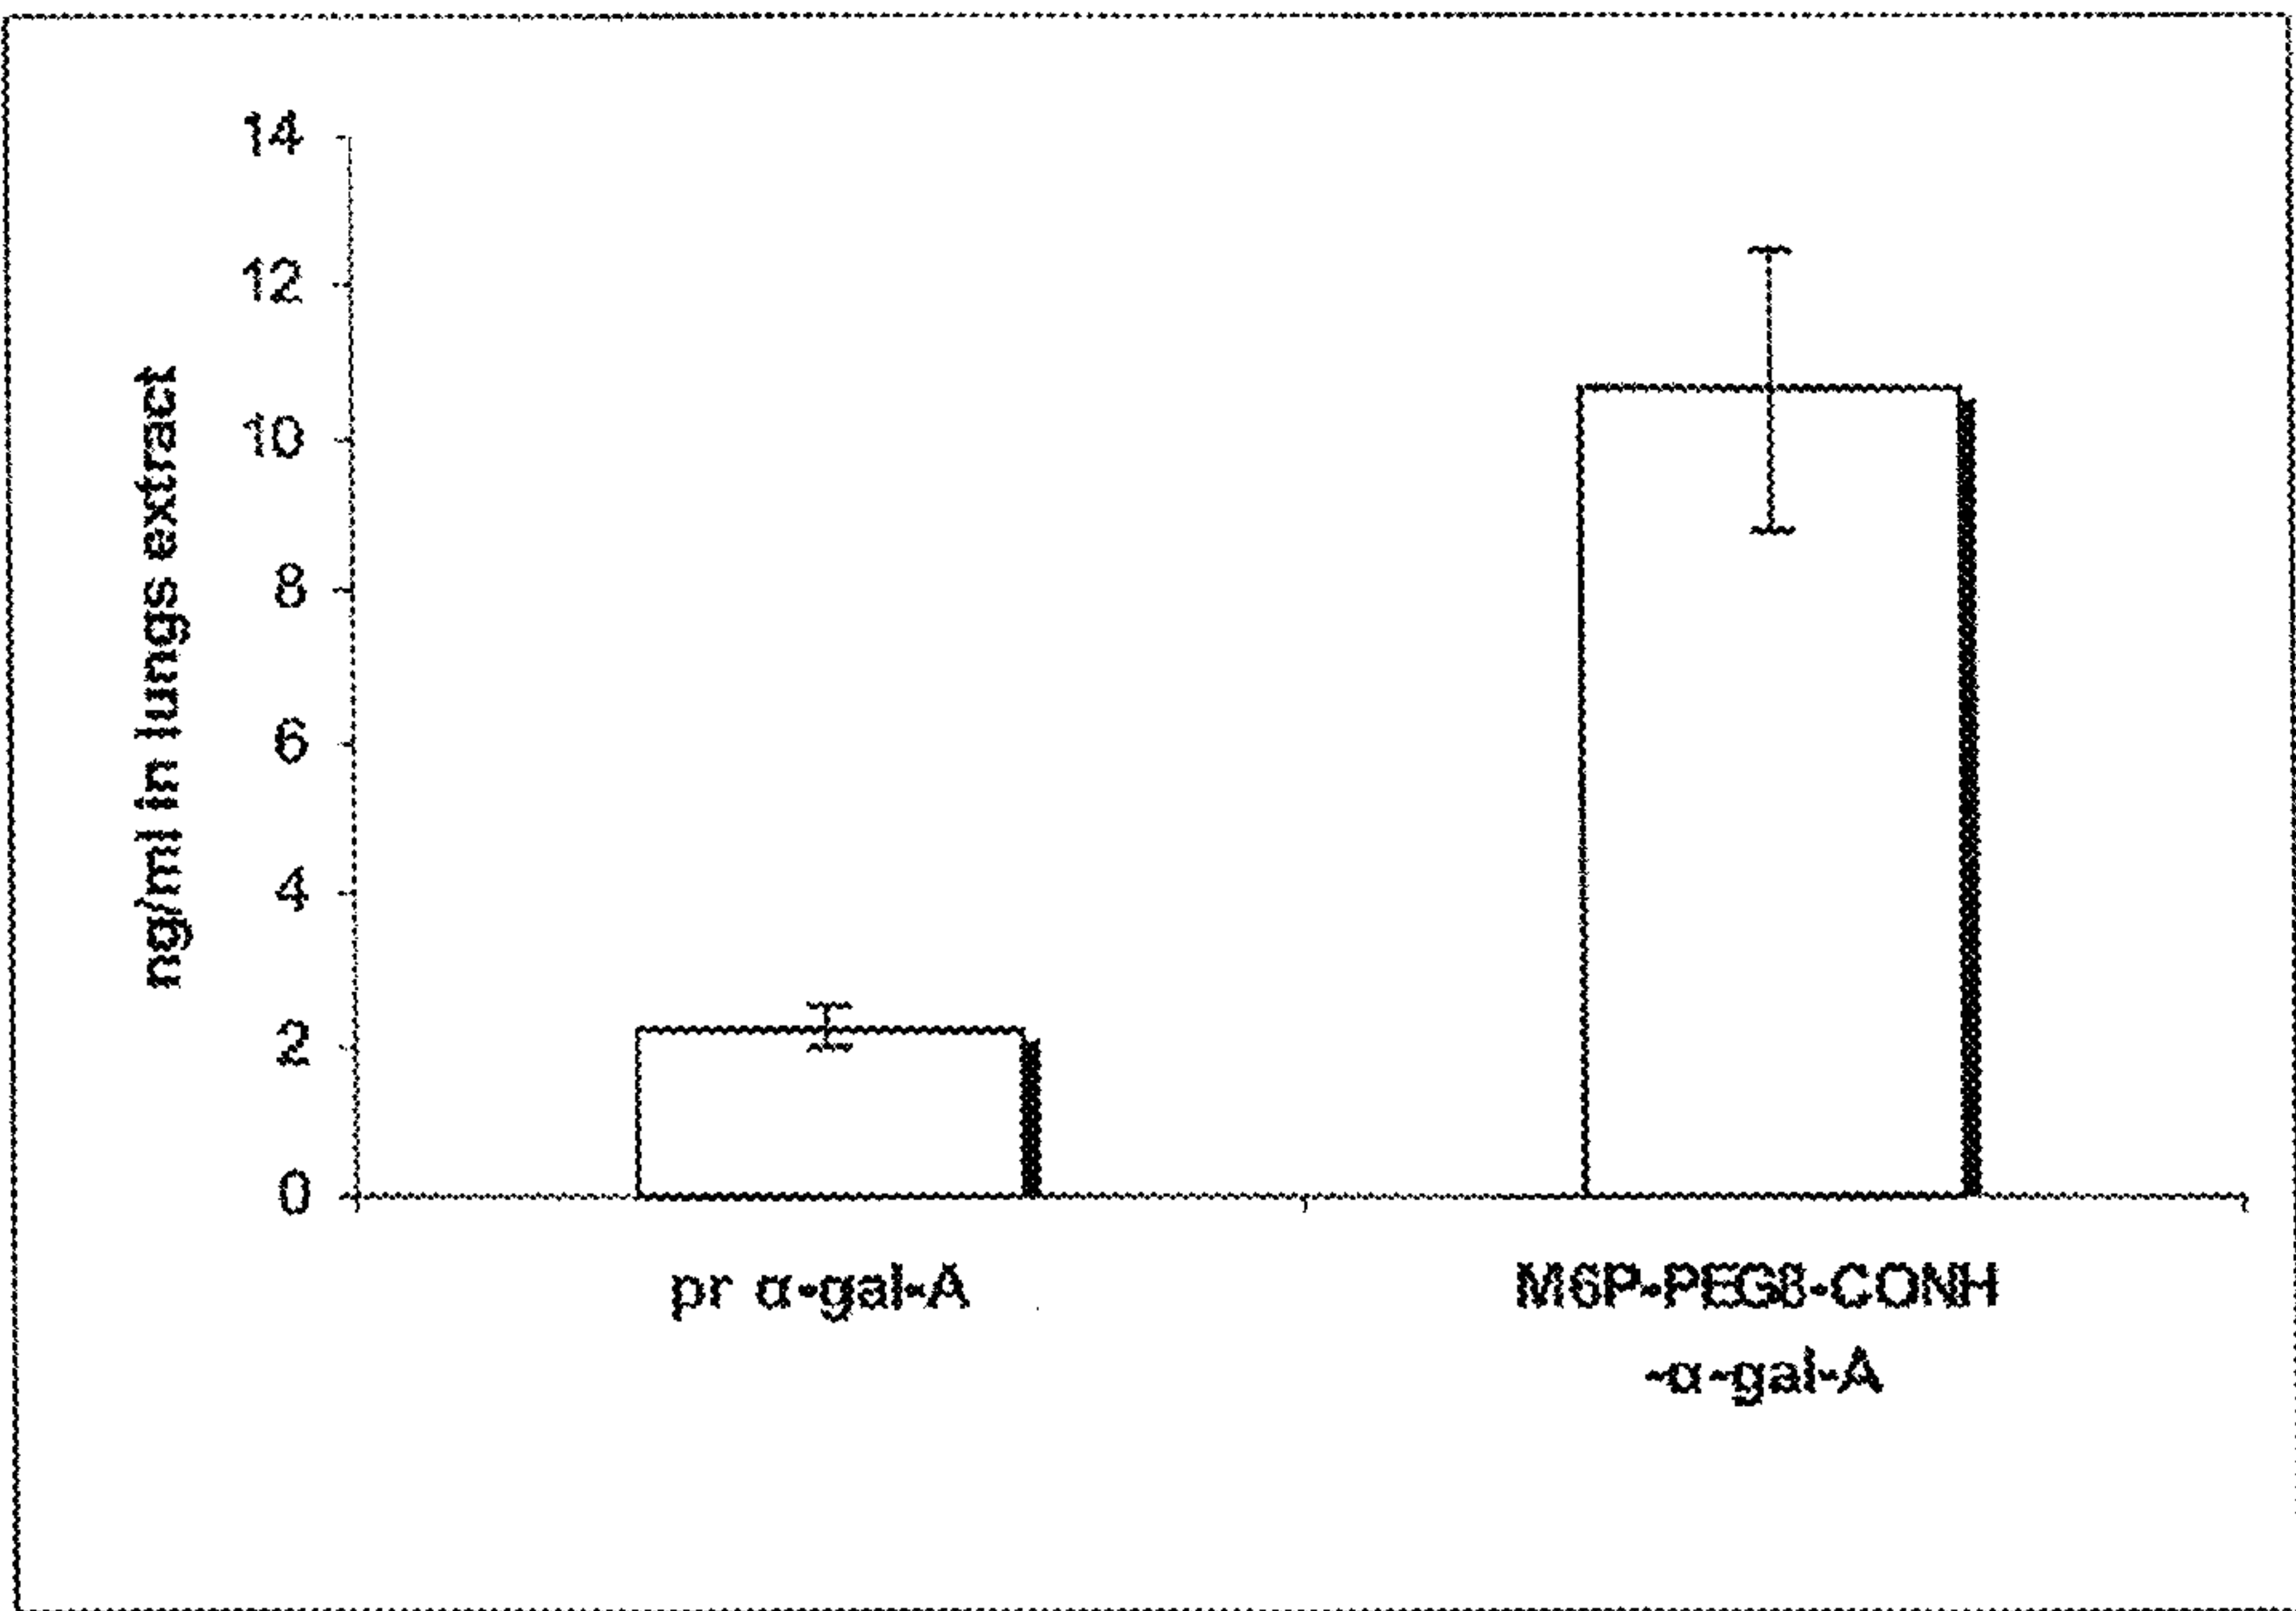 14
12
10
8
6
4
2
0
ng/ml in lungs extract
pr α-gal-A
M6P-PEG8-CONH
-α-gal-A